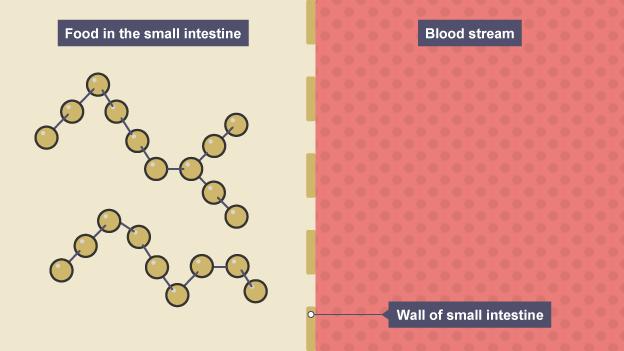 Food in the small intestine
Blood stream
Wall of small intestine